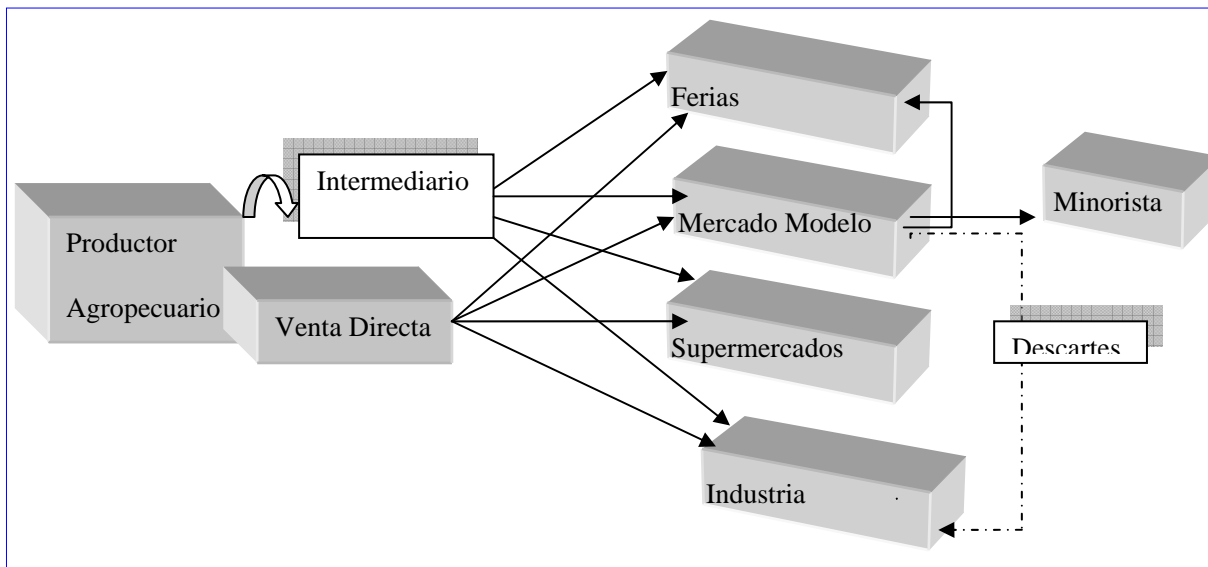 Productor
Agropecuario
Intermediario
Venta Directa
Ferias
Mercado Modelo
Supermercados
Industria
Minorista
Descartes